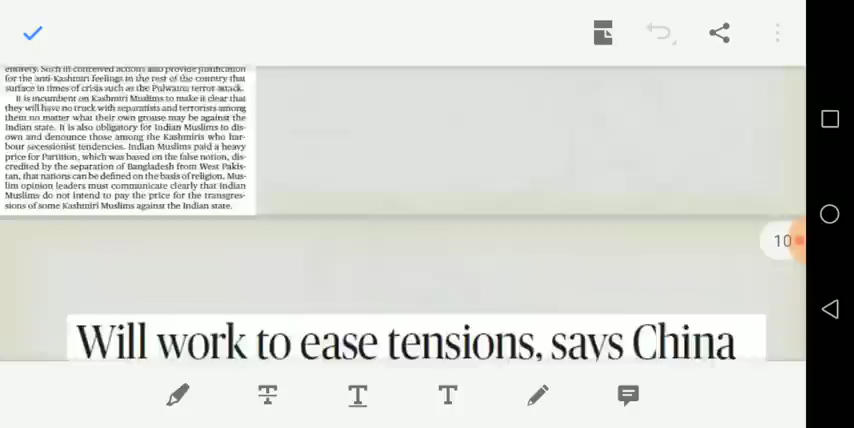 entirely. Such ill conceived actions also provide justification
for the anti-Kashmiri feelings in the rest of the country that
surface in times of crisis such as the Pulwama terror attack.
It is incumbent on Kashmiri Muslims to make it clear that
they will have no truck with separatists and terrorists among
them no matter what their own grouse may be against the
Indian state. It is also obligatory for Indian Muslims to dis-
own and denounce those among the Kashmiris who har-
bour secessionist tendencies. Indian Muslims paid a heavy
price for Partition, which was based on the false notion, dis-
credited by the separation of Bangladesh from West Pakis-
tan, that nations can be defined on the basis of religion. Mus-
lim opinion leaders must communicate clearly that Indian
Muslims do not intend to pay the price for the transgres-
sions of some Kashmiri Muslims against the Indian state.
10
Will work to ease tensions, says China
T
T
T